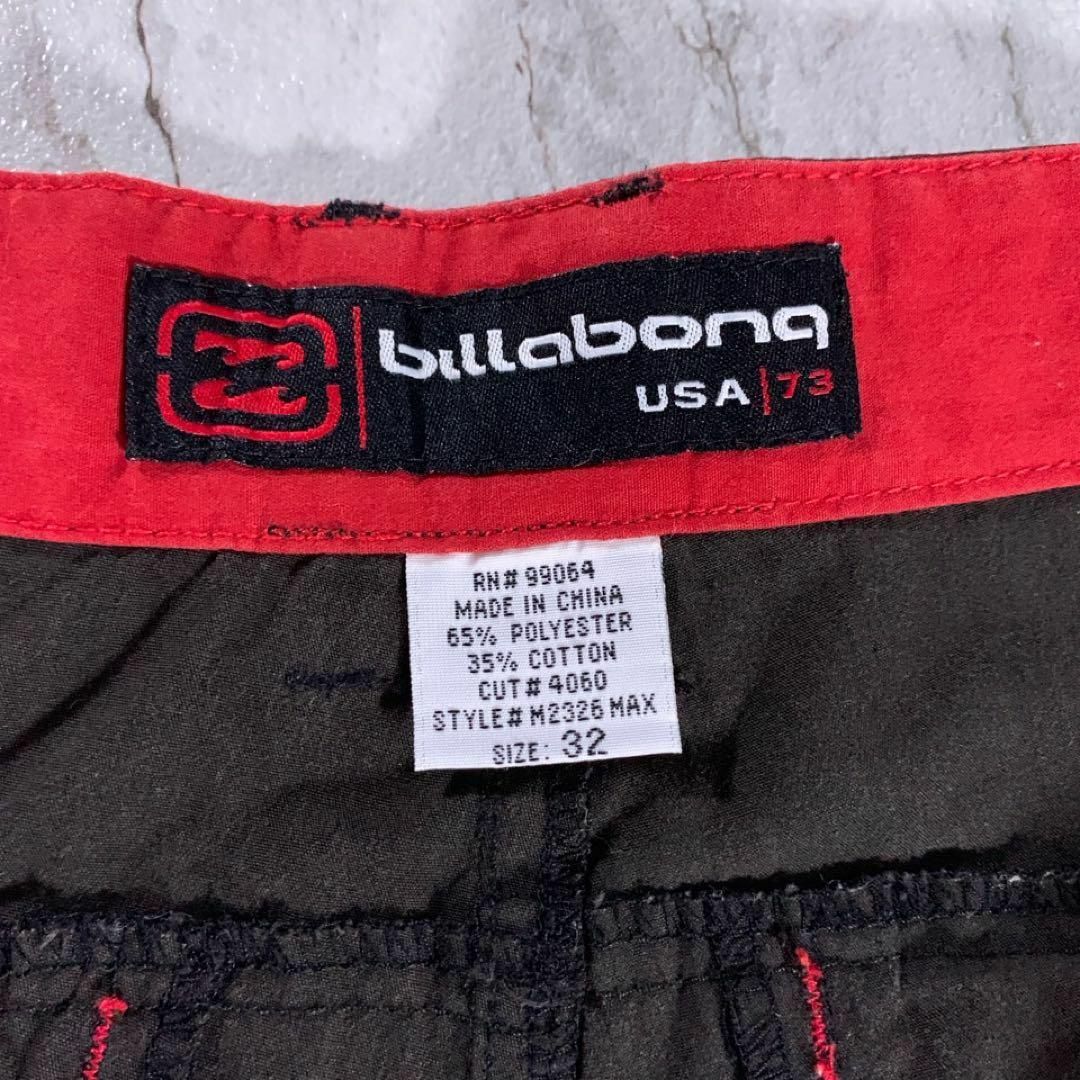 billabong
USA | 73
RN# 99064
MADE IN CHINA
65% POLYESTER
35% COTTON
CUT# 4060
STYLE# M2326 MAX
SIZE: 32